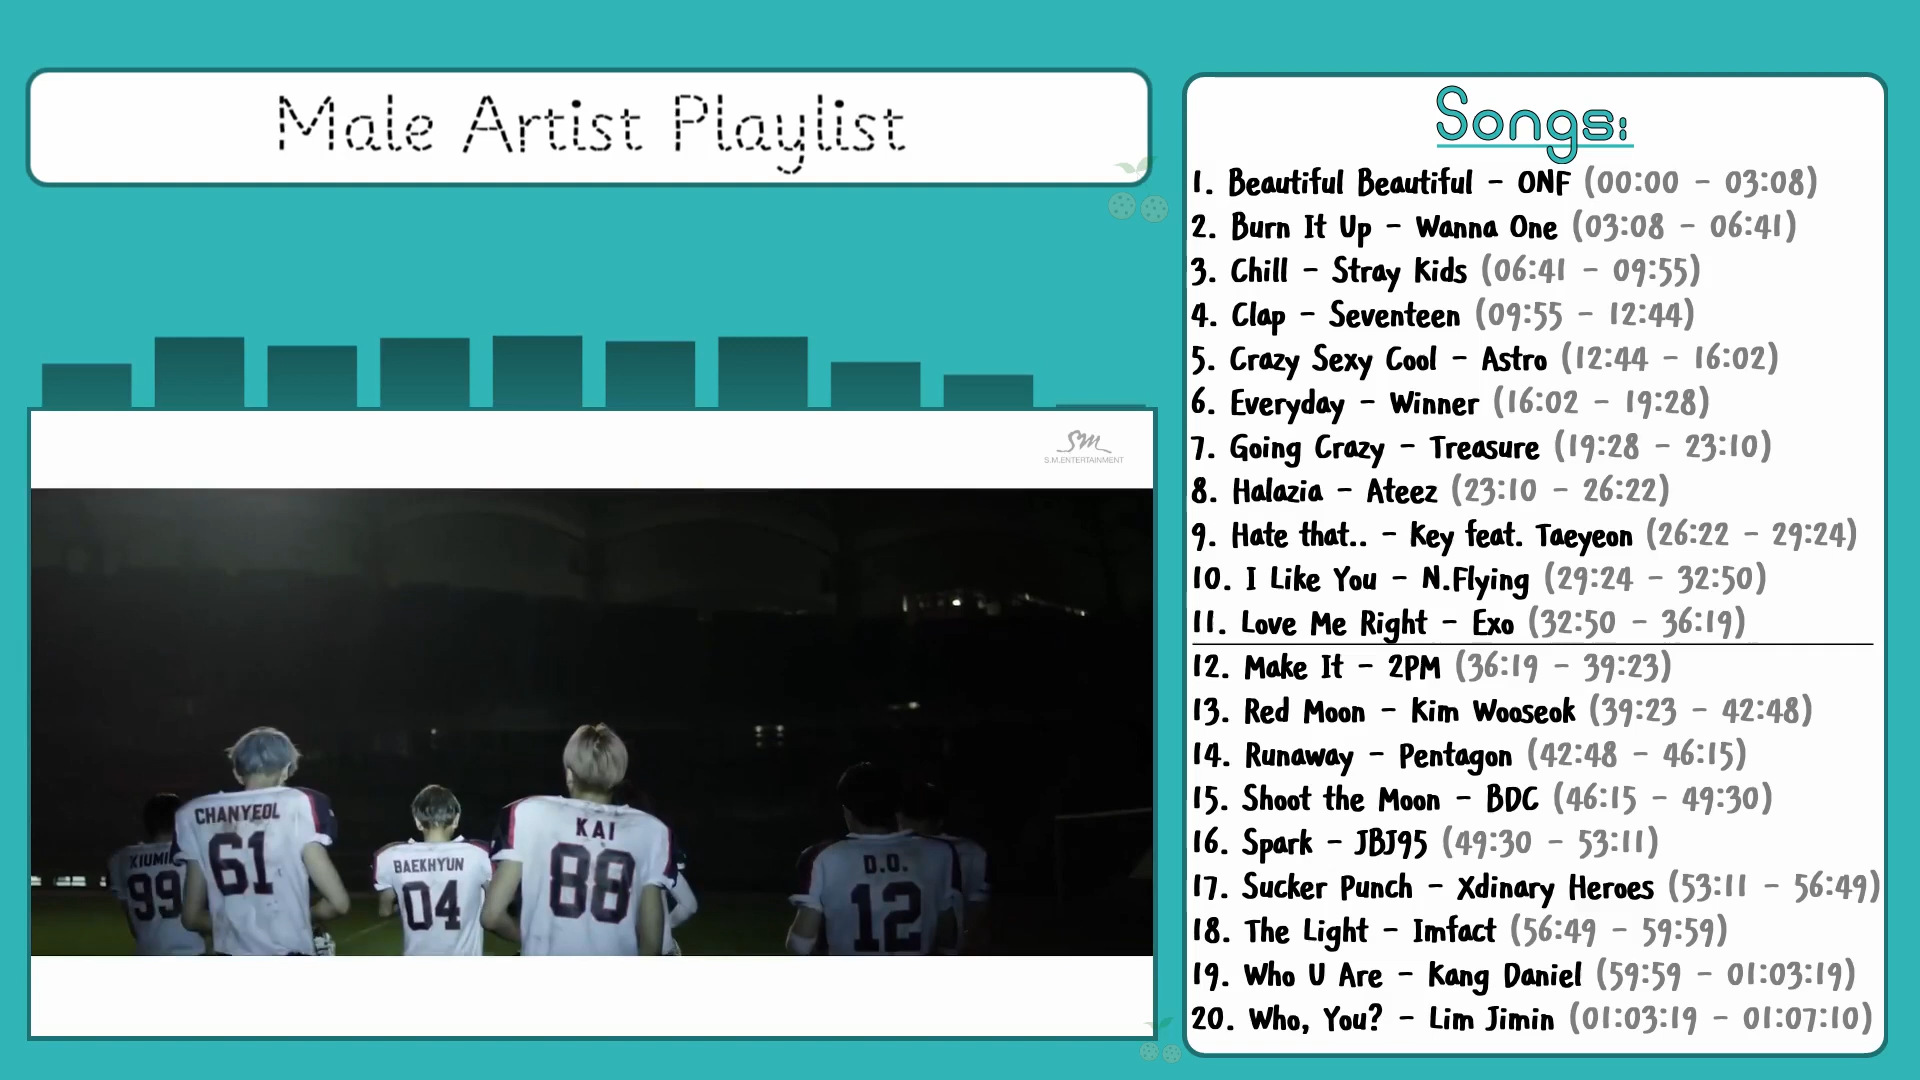 Male Artist Playlist
Songs:
1. Beautiful Beautiful - ONF (00:00 - 03:08)
2. Burn It Up - Wanna One (03:08 - 06:41)
3. Chill - Stray Kids (06:41 - 09:55)
4. Clap - Seventeen (09:55 - 12:44)
5. Crazy Sexy Cool - Astro (12:44 - 16:02)
6. Everyday - Winner (16:02 - 19:28)
7. Going Crazy - Treasure (19:28 - 23:10)
8. Halazia - Ateez (23:10 - 26:22)
9. Hate that.. - Key feat. Taeyeon (26:22 - 29:24)
10. I Like You - N.Flying (29:24 - 32:50)
11. Love Me Right - Exo (32:50 - 36:19)
12. Make It - 2PM (36:19 - 39:23)
13. Red Moon - Kim Wooseok (39:23 - 42:48)
14. Runaway - Pentagon (42:48 - 46:15)
15. Shoot the Moon - BDC (46:15 - 49:30)
16. Spark - JBJ95 (49:30 - 53:11)
17. Sucker Punch - Xdinary Heroes (53:11 - 56:49)
18. The Light - Imfact (56:49 - 59:59)
19. Who U Are - Kang Daniel (59:59 - 01:03:19)
20. Who, You? - Lim Jimin (01:03:19 - 01:07:10)
SM
S.M.ENTERTAINMENT
KIUMI
99
CHANYEOL
61
BAEKHYUN
04
KAI
88
D.O.
12